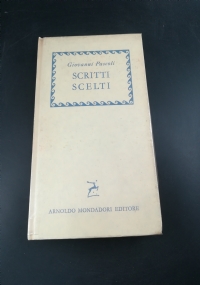 Giovanni Pascoli
SCRITTI
SCELTI
ARNOLDO MONDADORI EDITORE